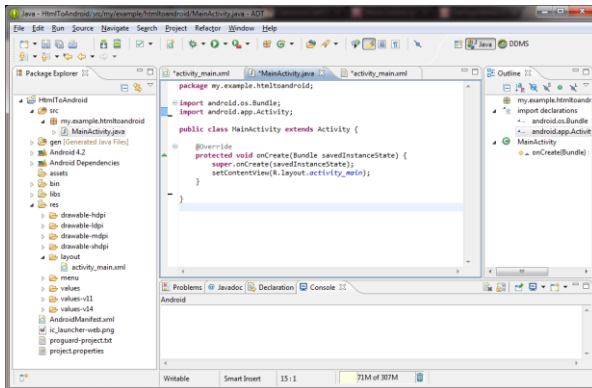 Java - HtmlToAndroid/src/my/example/htmltoandroid/MainActivity.java - ADT
File Edit Run Source Navigate Search Project Refactor Window Help
Java DDMS
Package Explorer
HtmlToAndroid
src
my.example.htmltoandroid
MainActivity.java
gen [Generated Java Files]
Android 4.2
Android Dependencies
assets
bin
libs
res
drawable-hdpi
drawable-ldpi
drawable-mdpi
drawable-xhdpi
layout
activity_main.xml
menu
values
values-v11
values-v14
AndroidManifest.xml
ic_launcher-web.png
proguard-project.txt
project.properties
*activity_main.xml *MainActivity.java *activity_main.xml
package my.example.htmltoandroid;
import android.os.Bundle;
import android.app.Activity;
public class MainActivity extends Activity {
@Override
protected void onCreate(Bundle savedInstanceState) {
super.onCreate(savedInstanceState);
setContentView(R.layout.activity_main);
}
}
Outline
my.example.htmltoandr
import declarations
android.os.Bundle
android.app.Activit
MainActivity
onCreate(Bundle) :
Problems @ Javadoc Declaration Console
Android
Writable Smart Insert 15 : 1 71M of 307M